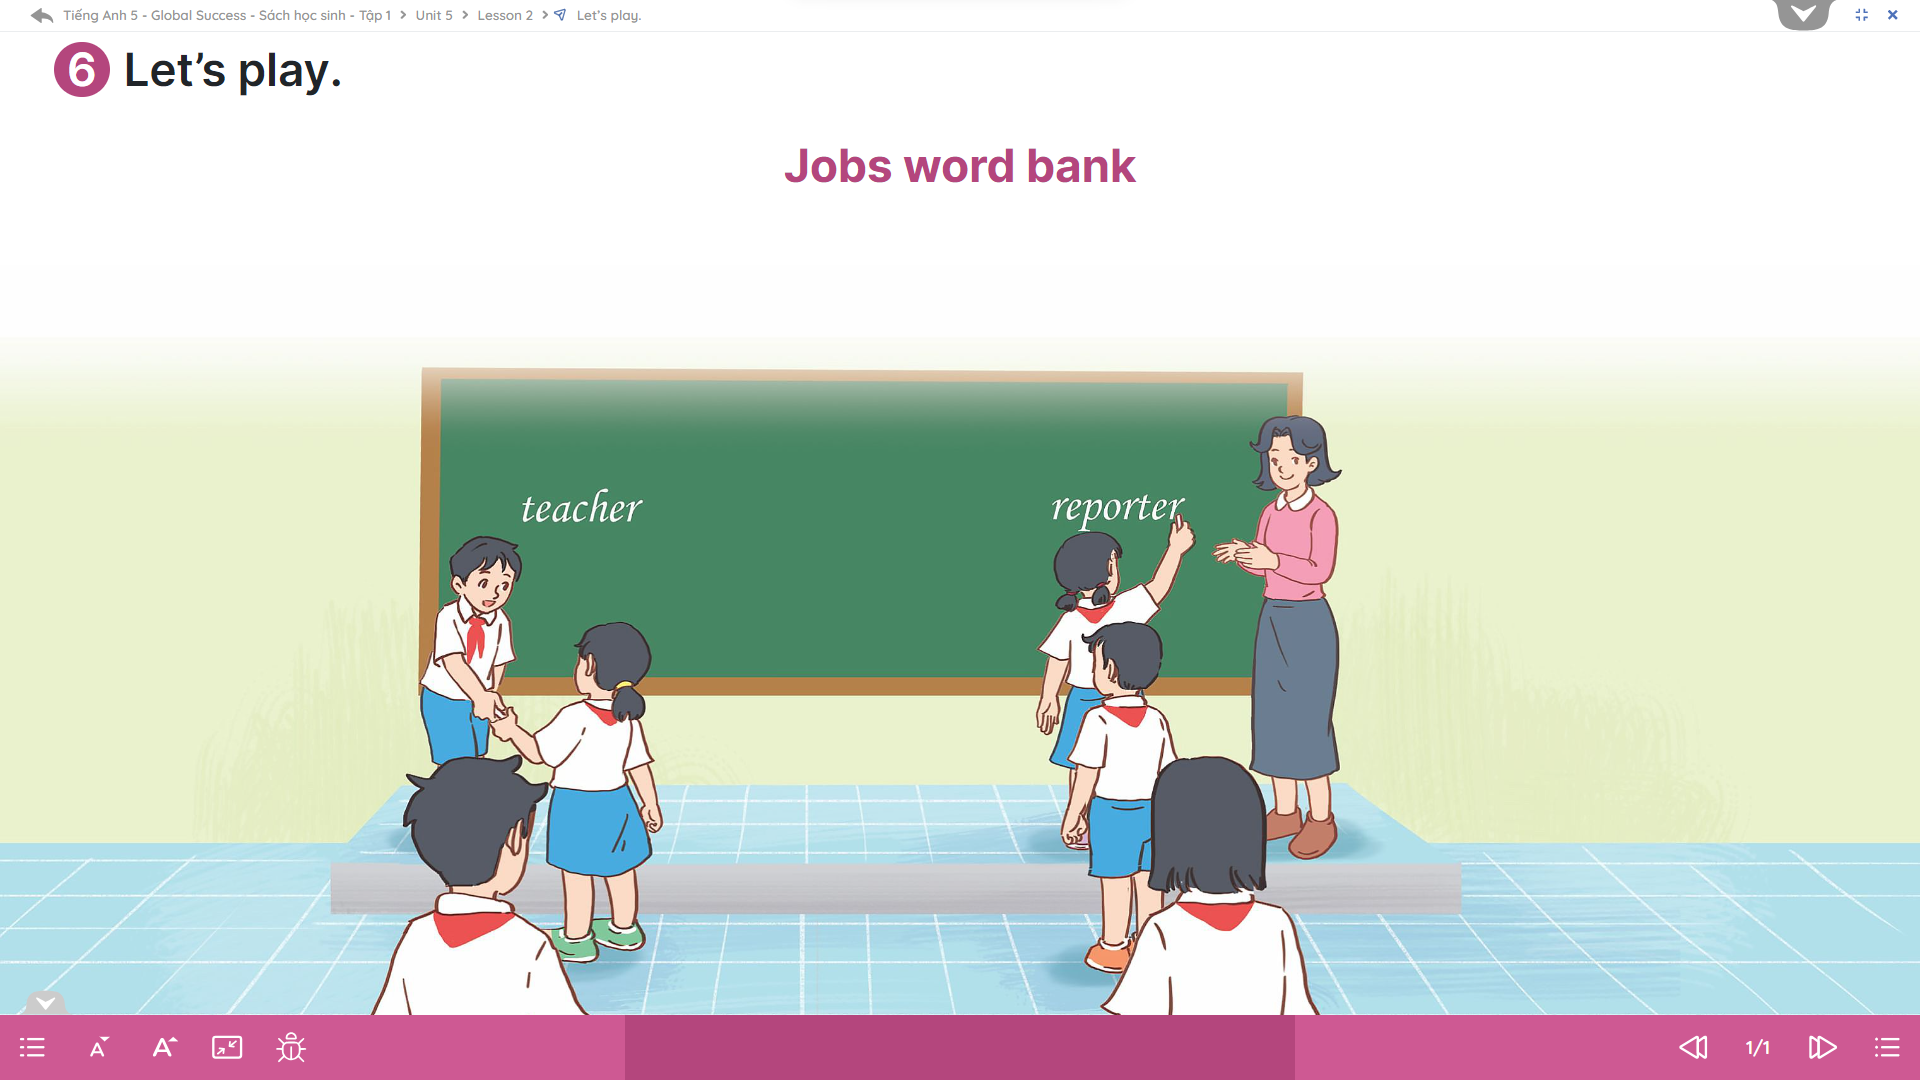 Tiếng Anh 5 - Global Success - Sách học sinh - Tập 1 > Unit 5 > Lesson 2 > Let's play.
6 Let's play.
Jobs word bank
teacher reporter
A A 1/1